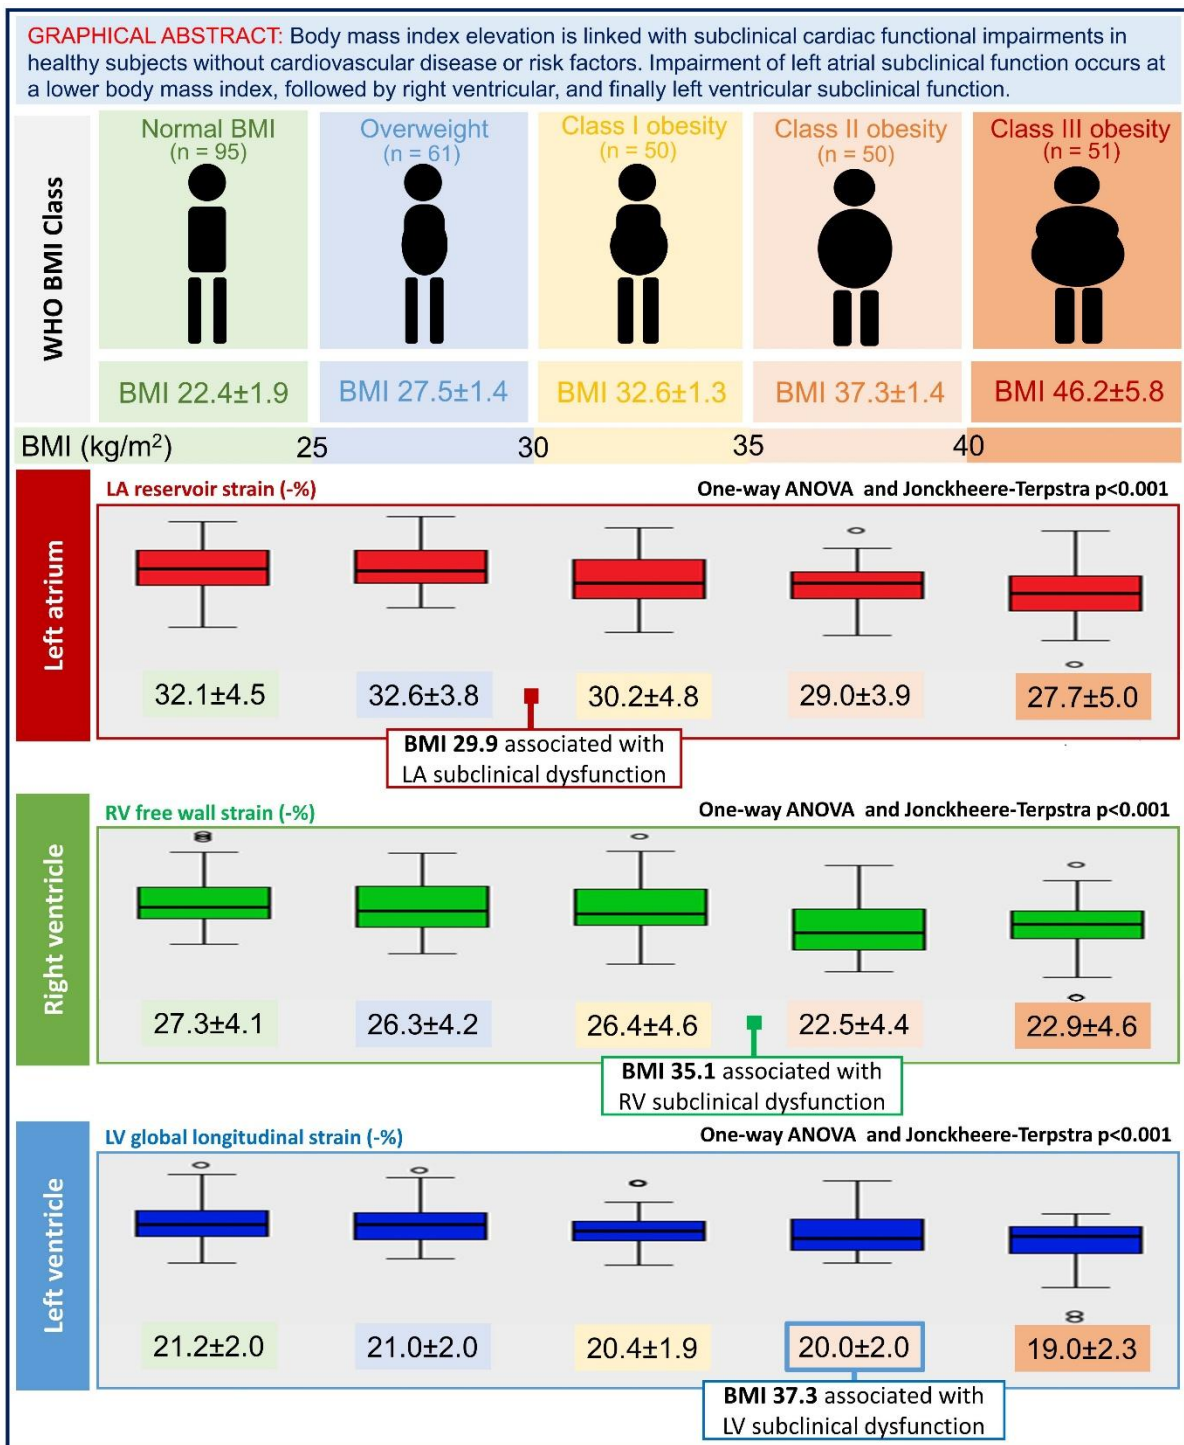 GRAPHICAL ABSTRACT: Body mass index elevation is linked with subclinical cardiac functional impairments in
healthy subjects without cardiovascular disease or risk factors. Impairment of left atrial subclinical function occurs at
a lower body mass index, followed by right ventricular, and finally left ventricular subclinical function.
WHO BMI Class
Normal BMI
(n = 95)
Overweight
(n = 61)
Class I obesity
(n = 50)
Class II obesity
(n = 50)
Class III obesity
(n = 51)
BMI 22.4±1.9
BMI 27.5±1.4
BMI 32.6±1.3
BMI 37.3±1.4
BMI 46.2±5.8
BMI (kg/m²) 25 30 35 40
Left atrium
LA reservoir strain (-%)
One-way ANOVA and Jonckheere-Terpstra p<0.001
32.1±4.5
32.6±3.8
30.2±4.8
29.0±3.9
27.7±5.0
BMI 29.9 associated with
LA subclinical dysfunction
Right ventricle
RV free wall strain (-%)
One-way ANOVA and Jonckheere-Terpstra p<0.001
27.3±4.1
26.3±4.2
26.4±4.6
22.5±4.4
22.9±4.6
BMI 35.1 associated with
RV subclinical dysfunction
Left ventricle
LV global longitudinal strain (-%)
One-way ANOVA and Jonckheere-Terpstra p<0.001
21.2±2.0
21.0±2.0
20.4±1.9
20.0±2.0
19.0±2.3
BMI 37.3 associated with
LV subclinical dysfunction